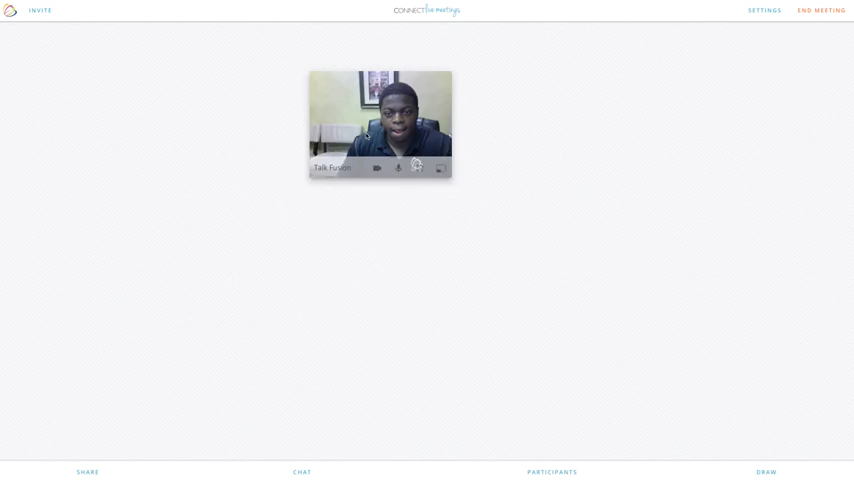 INVITE
CONNECT live meetings
SETTINGS
END MEETING
Talk Fusion
SHARE
CHAT
PARTICIPANTS
DRAW